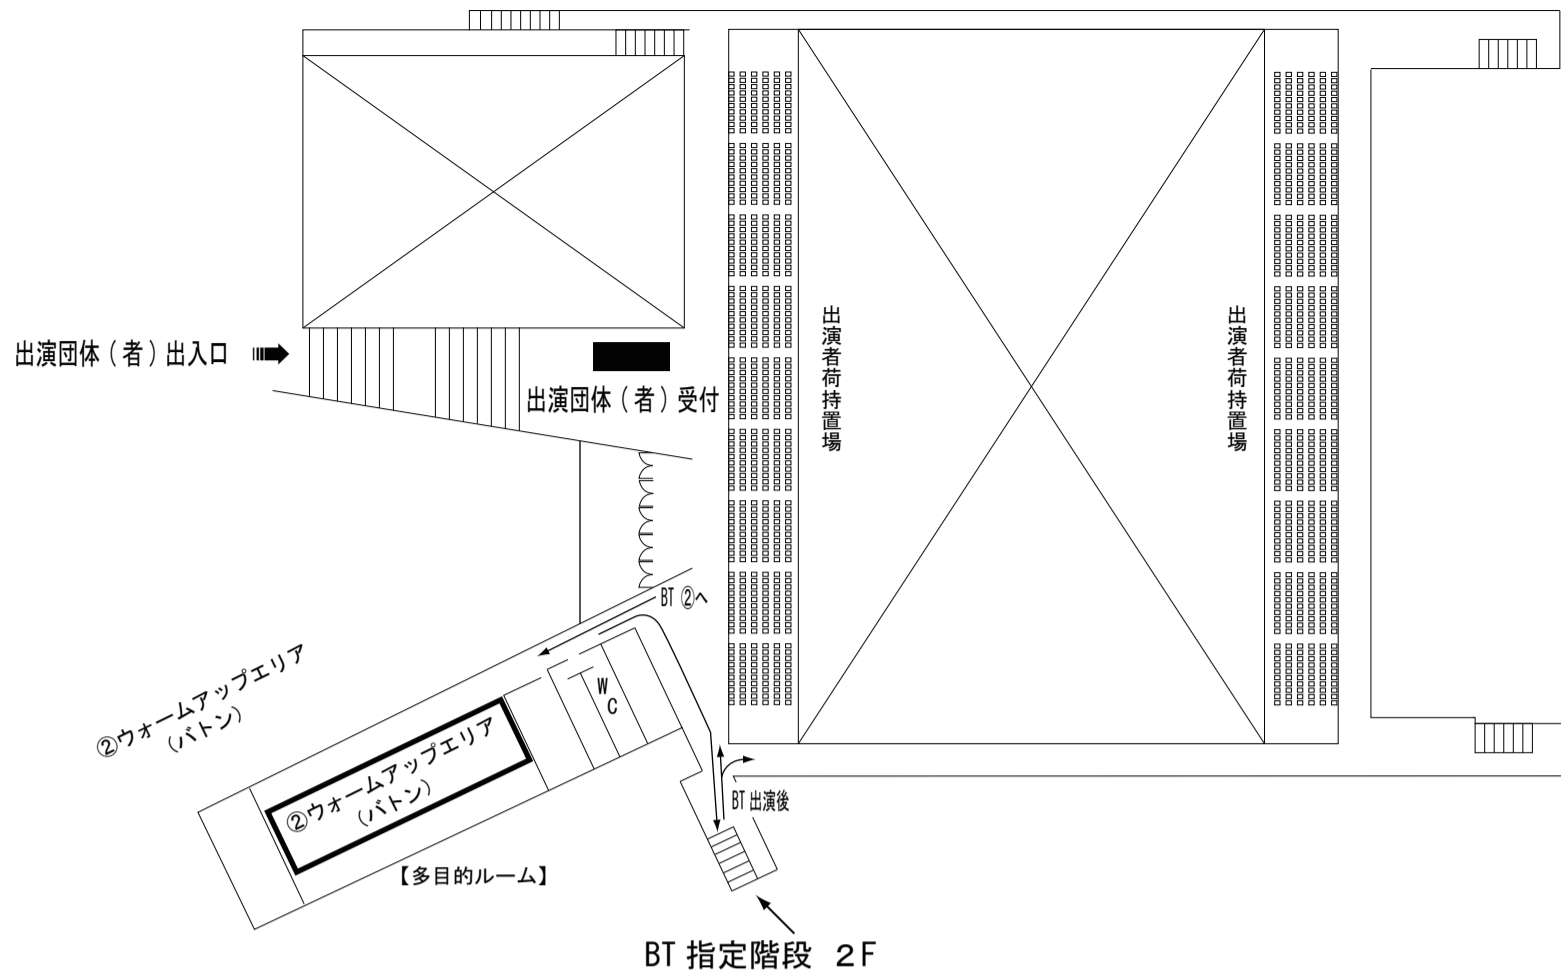 出演団体（者）出入口
出演団体（者）受付
出演者荷持置場
出演者荷持置場
BT ②へ
WC
②ウォームアップエリア
（バトン）
②ウォームアップエリア
（バトン）
BT 出演後
【多目的ルーム】
BT 指定階段　２F